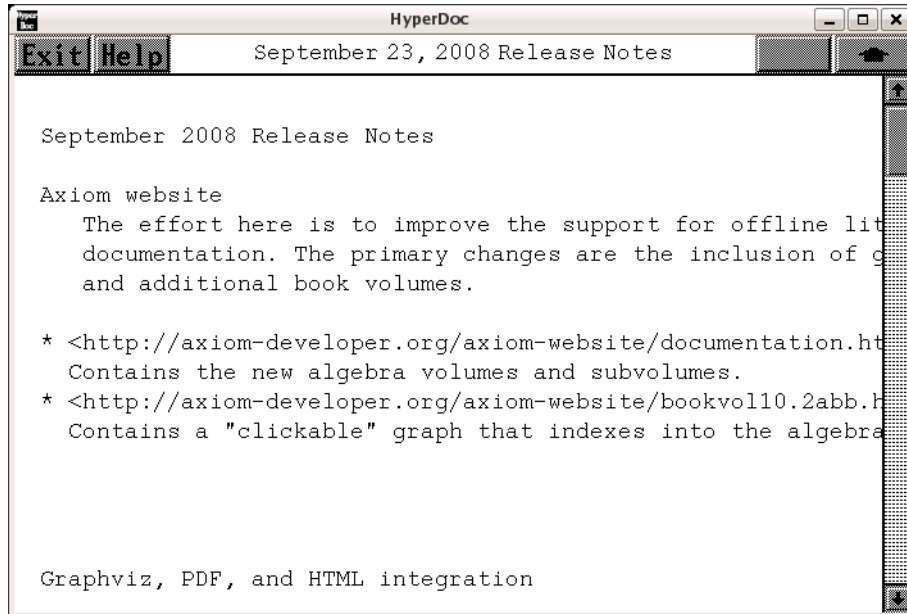 Hyper Doc
HyperDoc
Exit Help September 23, 2008 Release Notes
September 2008 Release Notes
Axiom website
The effort here is to improve the support for offline lit
documentation. The primary changes are the inclusion of g
and additional book volumes.
* <http://axiom-developer.org/axiom-website/documentation.ht
Contains the new algebra volumes and subvolumes.
* <http://axiom-developer.org/axiom-website/bookvol10.2abb.h
Contains a "clickable" graph that indexes into the algebra
Graphviz, PDF, and HTML integration